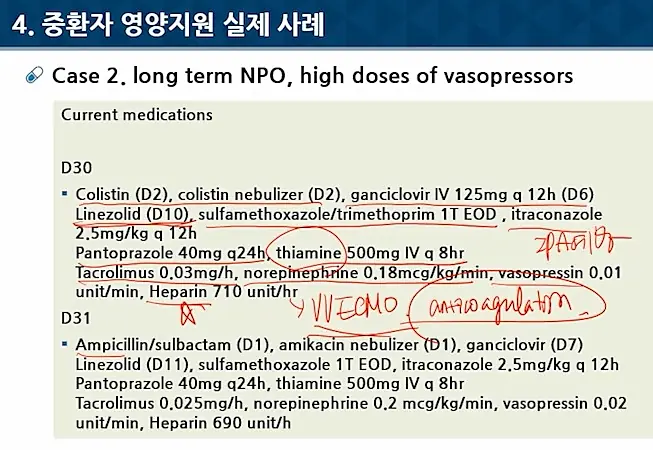 4. 중환자 영양지원 실제 사례
Case 2. long term NPO, high doses of vasopressors
Current medications
D30
▪ Colistin (D2), colistin nebulizer (D2), ganciclovir IV 125mg q 12h (D6)
Linezolid (D10), sulfamethoxazole/trimethoprim 1T EOD , itraconazole
2.5mg/kg q 12h
Pantoprazole 40mg q24h, thiamine 500mg IV q 8hr
Tacrolimus 0.03mg/h, norepinephrine 0.18mcg/kg/min, vasopressin 0.01
unit/min, Heparin 710 unit/hr
VVECMO. anticoagulation
D31
▪ Ampicillin/sulbactam (D1), amikacin nebulizer (D1), ganciclovir (D7)
Linezolid (D11), sulfamethoxazole 1T EOD, itraconazole 2.5mg/kg q 12h
Pantoprazole 40mg q24h, thiamine 500mg IV q 8hr
Tacrolimus 0.025mg/h, norepinephrine 0.2 mcg/kg/min, vasopressin 0.02
unit/min, Heparin 690 unit/h